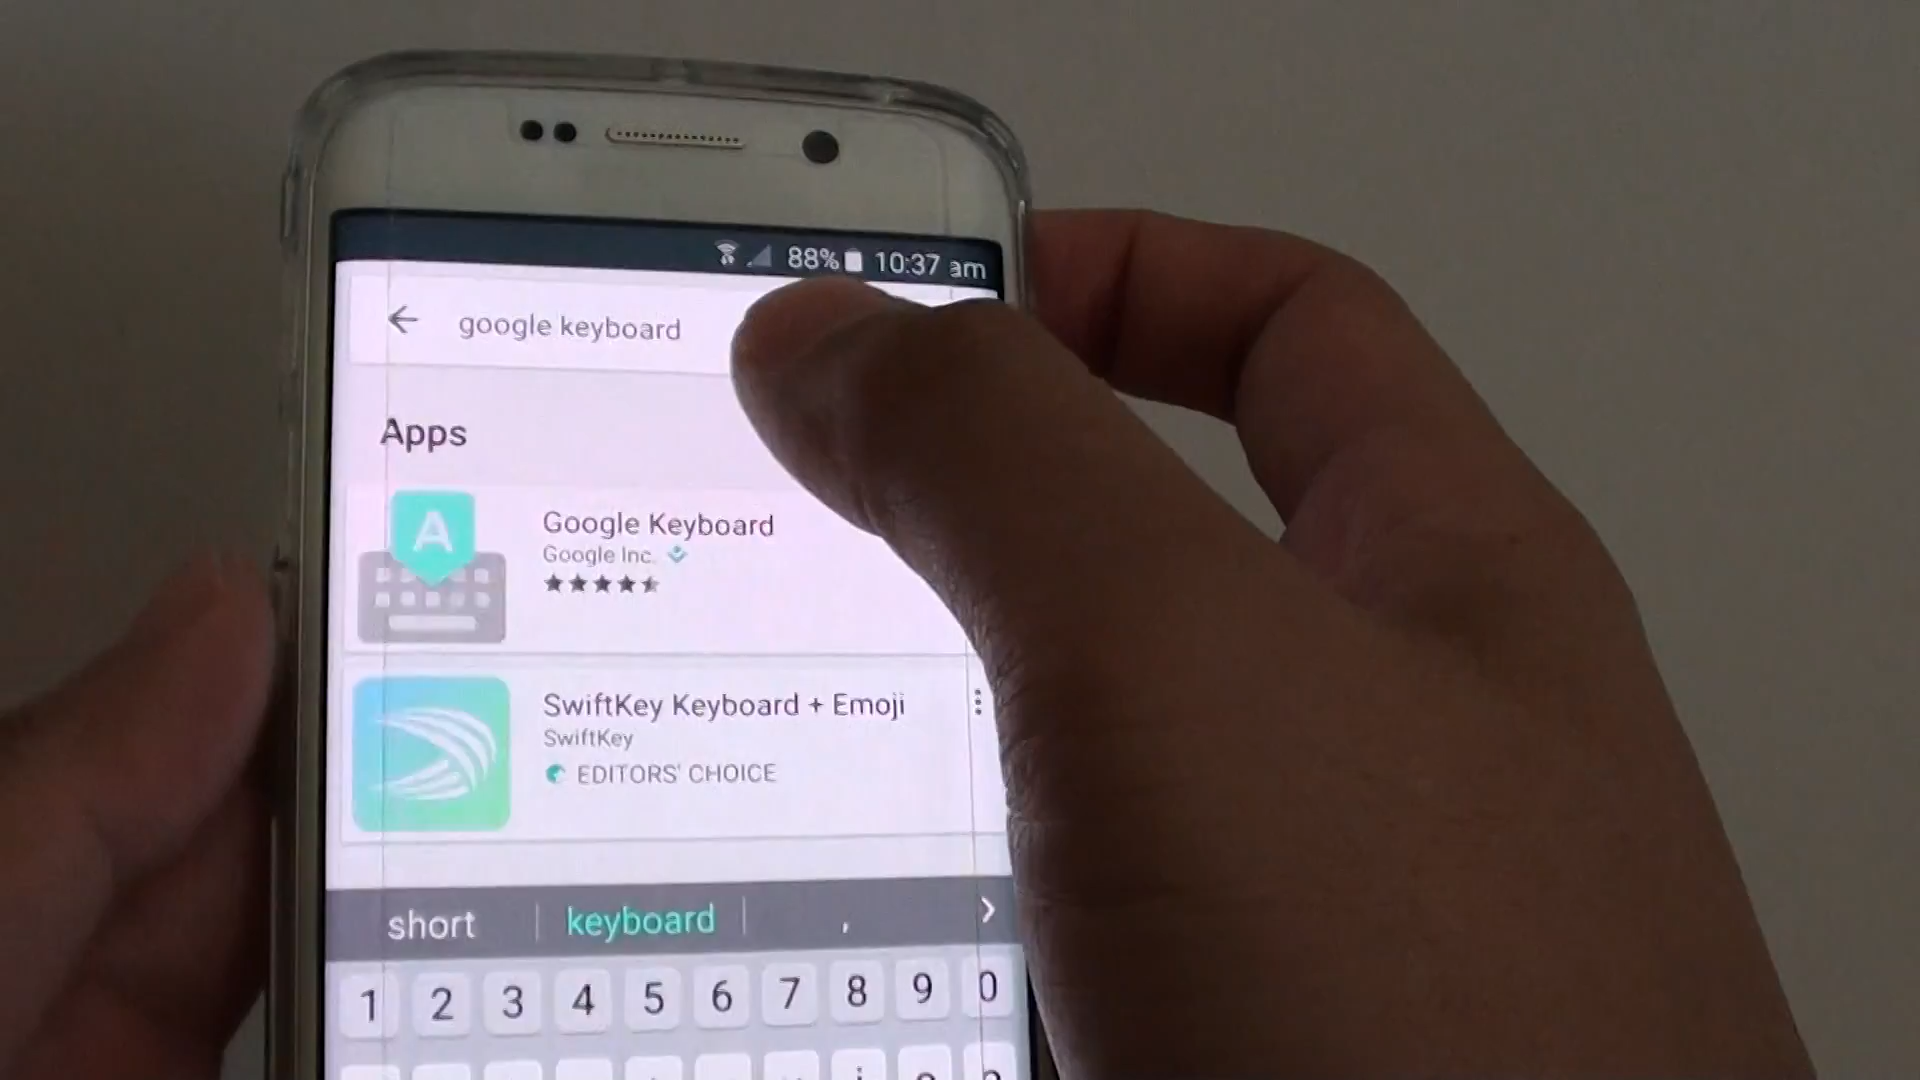 88% 10:37 am
google keyboard
Apps
A
Google Keyboard
Google Inc.
SwiftKey Keyboard + Emoji
SwiftKey
EDITORS' CHOICE
short keyboard ,
1 2 3 4 5 6 7 8 9 0